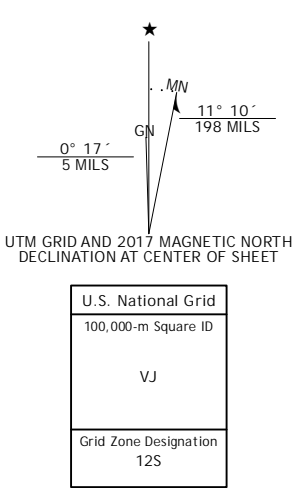 ★
MN
GN
11° 10´
198 MILS
0° 17´
5 MILS
UTM GRID AND 2017 MAGNETIC NORTH
DECLINATION AT CENTER OF SHEET
U.S. National Grid
100,000-m Square ID
VJ
Grid Zone Designation
12S